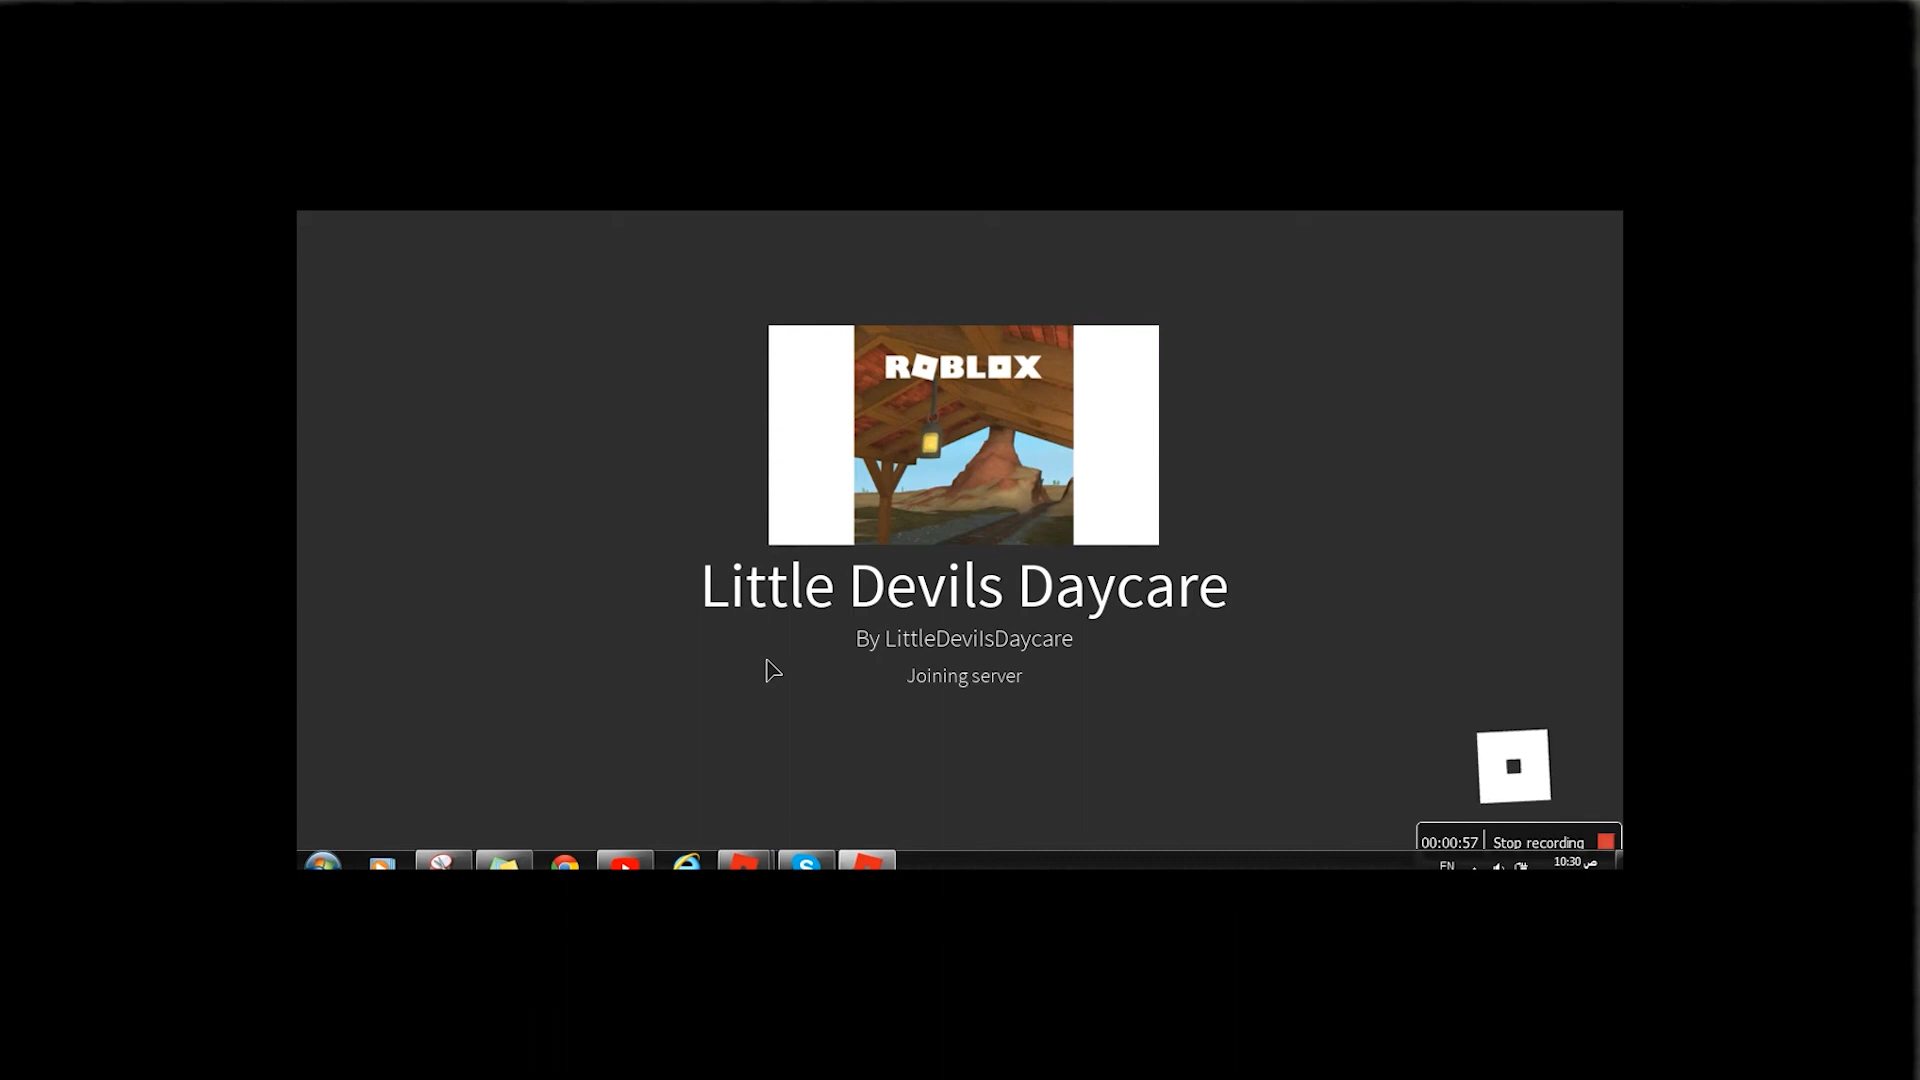 ROBLOX
Little Devils Daycare
By LittleDevilsDaycare
Joining server
00:00:57 Stop recording
EN
10:30 ص